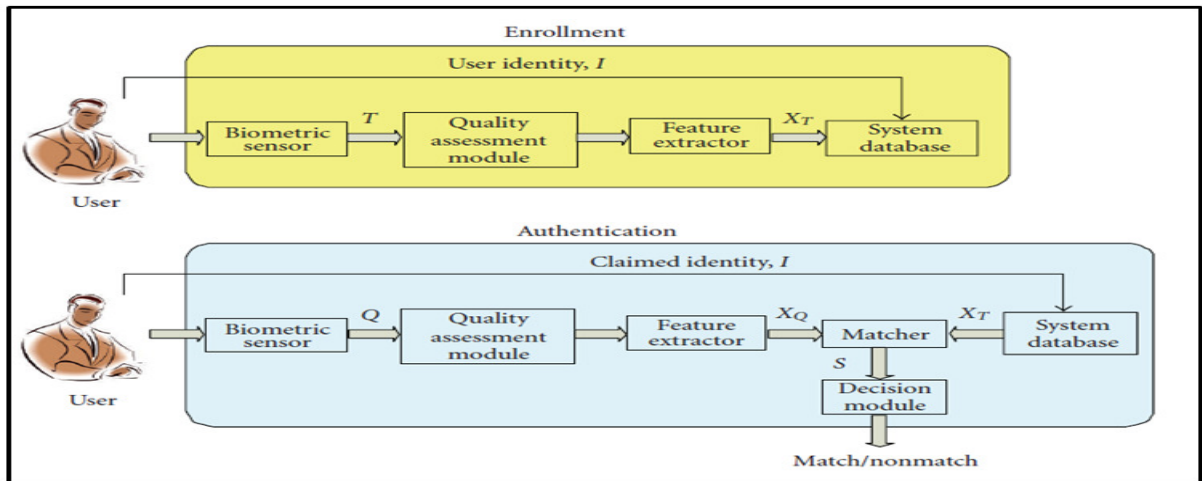 Enrollment
User identity, I
Biometric
sensor
T
Quality
assessment
module
Feature
extractor
X_T
System
database
User
Authentication
Claimed identity, I
Biometric
sensor
Q
Quality
assessment
module
Feature
extractor
X_Q
Matcher
X_T
System
database
S
Decision
module
User
Match/nonmatch